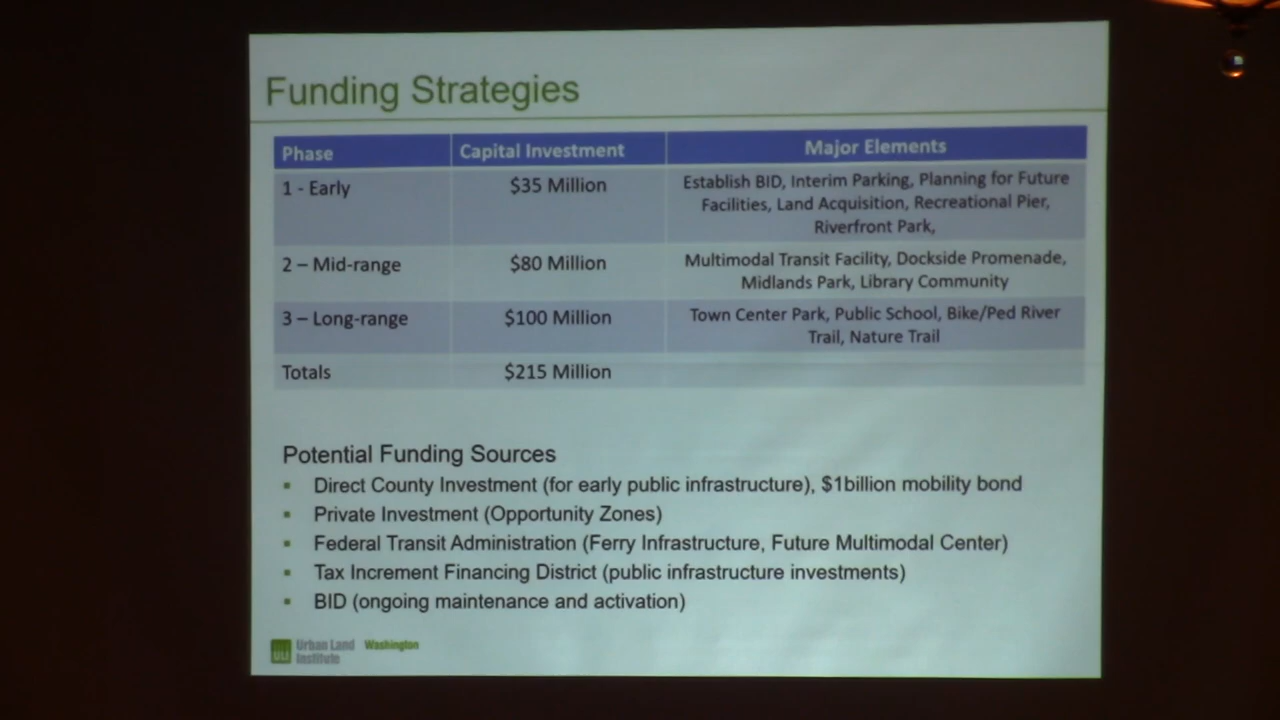 Funding Strategies
Phase Capital Investment Major Elements
1 - Early $35 Million Establish BID, Interim Parking, Planning for Future
Facilities, Land Acquisition, Recreational Pier,
Riverfront Park,
2 – Mid-range $80 Million Multimodal Transit Facility, Dockside Promenade,
Midlands Park, Library Community
3 – Long-range $100 Million Town Center Park, Public School, Bike/Ped River
Trail, Nature Trail
Totals $215 Million
Potential Funding Sources
▪ Direct County Investment (for early public infrastructure), $1billion mobility bond
▪ Private Investment (Opportunity Zones)
▪ Federal Transit Administration (Ferry Infrastructure, Future Multimodal Center)
▪ Tax Increment Financing District (public infrastructure investments)
▪ BID (ongoing maintenance and activation)
ULI Urban Land Washington
Institute